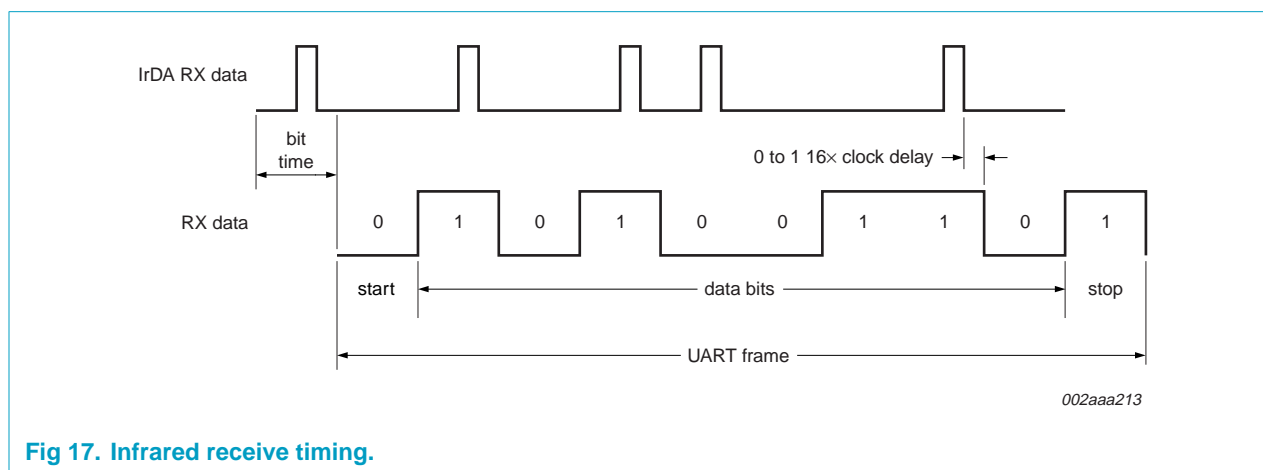 IrDA RX data
bit
time
0 to 1 16× clock delay
RX data
0 1 0 1 0 0 1 1 0 1
start data bits stop
UART frame
002aaa213
Fig 17. Infrared receive timing.